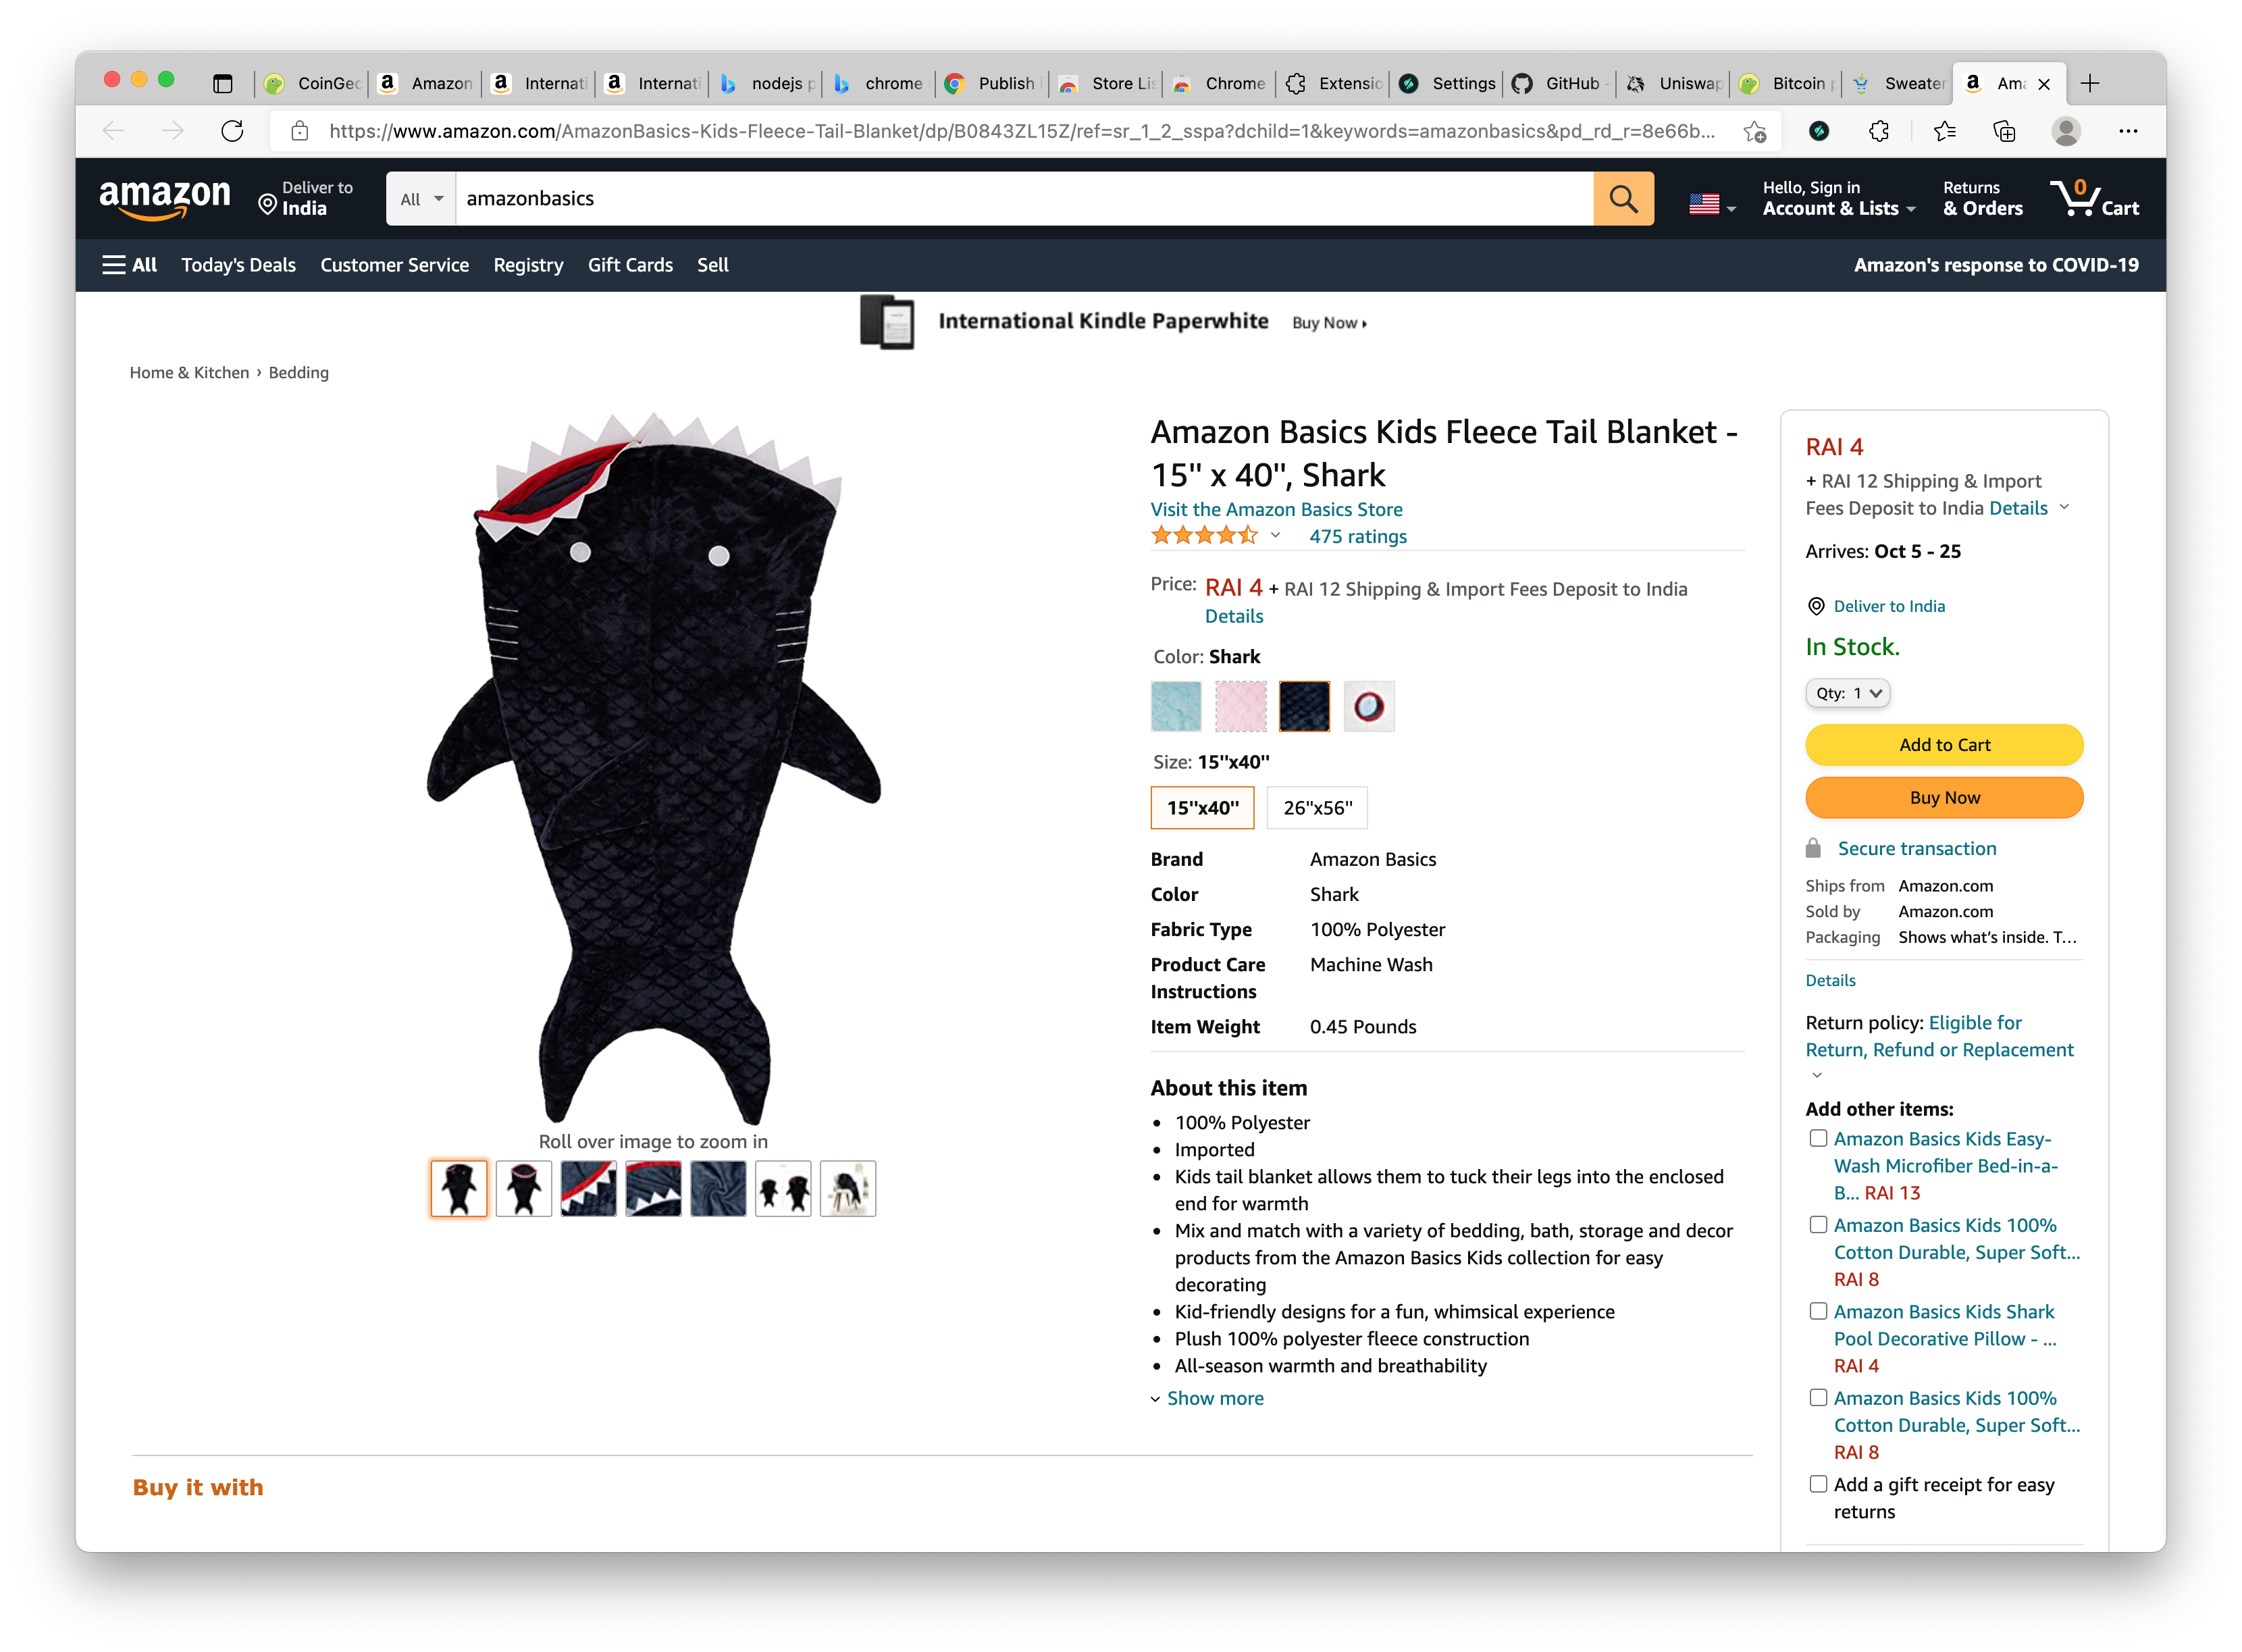 CoinGec
Amazon
Internati
Internati
nodejs p
chrome
Publish
Store Lis
Chrome
Extensio
Settings
GitHub -
Uniswap
Bitcoin p
Sweater
Ama
https://www.amazon.com/AmazonBasics-Kids-Fleece-Tail-Blanket/dp/B0843ZL15Z/ref=sr_1_2_sspa?dchild=1&keywords=amazonbasics&pd_rd_r=8e66b...
amazon
Deliver to
India
All
amazonbasics
Hello, Sign in
Account & Lists
Returns
& Orders
0
Cart
All
Today's Deals
Customer Service
Registry
Gift Cards
Sell
Amazon's response to COVID-19
International Kindle Paperwhite Buy Now
Home & Kitchen › Bedding
Roll over image to zoom in
Amazon Basics Kids Fleece Tail Blanket -
15" x 40", Shark
Visit the Amazon Basics Store
475 ratings
Price: RAI 4 + RAI 12 Shipping & Import Fees Deposit to India
Details
Color: Shark
Size: 15''x40''
15''x40''
26''x56''
Brand Amazon Basics
Color Shark
Fabric Type 100% Polyester
Product Care Machine Wash
Instructions
Item Weight 0.45 Pounds
About this item
• 100% Polyester
• Imported
• Kids tail blanket allows them to tuck their legs into the enclosed
end for warmth
• Mix and match with a variety of bedding, bath, storage and decor
products from the Amazon Basics Kids collection for easy
decorating
• Kid-friendly designs for a fun, whimsical experience
• Plush 100% polyester fleece construction
• All-season warmth and breathability
Show more
RAI 4
+ RAI 12 Shipping & Import
Fees Deposit to India Details
Arrives: Oct 5 - 25
Deliver to India
In Stock.
Qty: 1
Add to Cart
Buy Now
Secure transaction
Ships from Amazon.com
Sold by Amazon.com
Packaging Shows what's inside. T...
Details
Return policy: Eligible for
Return, Refund or Replacement
Add other items:
Amazon Basics Kids Easy-
Wash Microfiber Bed-in-a-
B... RAI 13
Amazon Basics Kids 100%
Cotton Durable, Super Soft...
RAI 8
Amazon Basics Kids Shark
Pool Decorative Pillow - ...
RAI 4
Amazon Basics Kids 100%
Cotton Durable, Super Soft...
RAI 8
Add a gift receipt for easy
returns
Buy it with